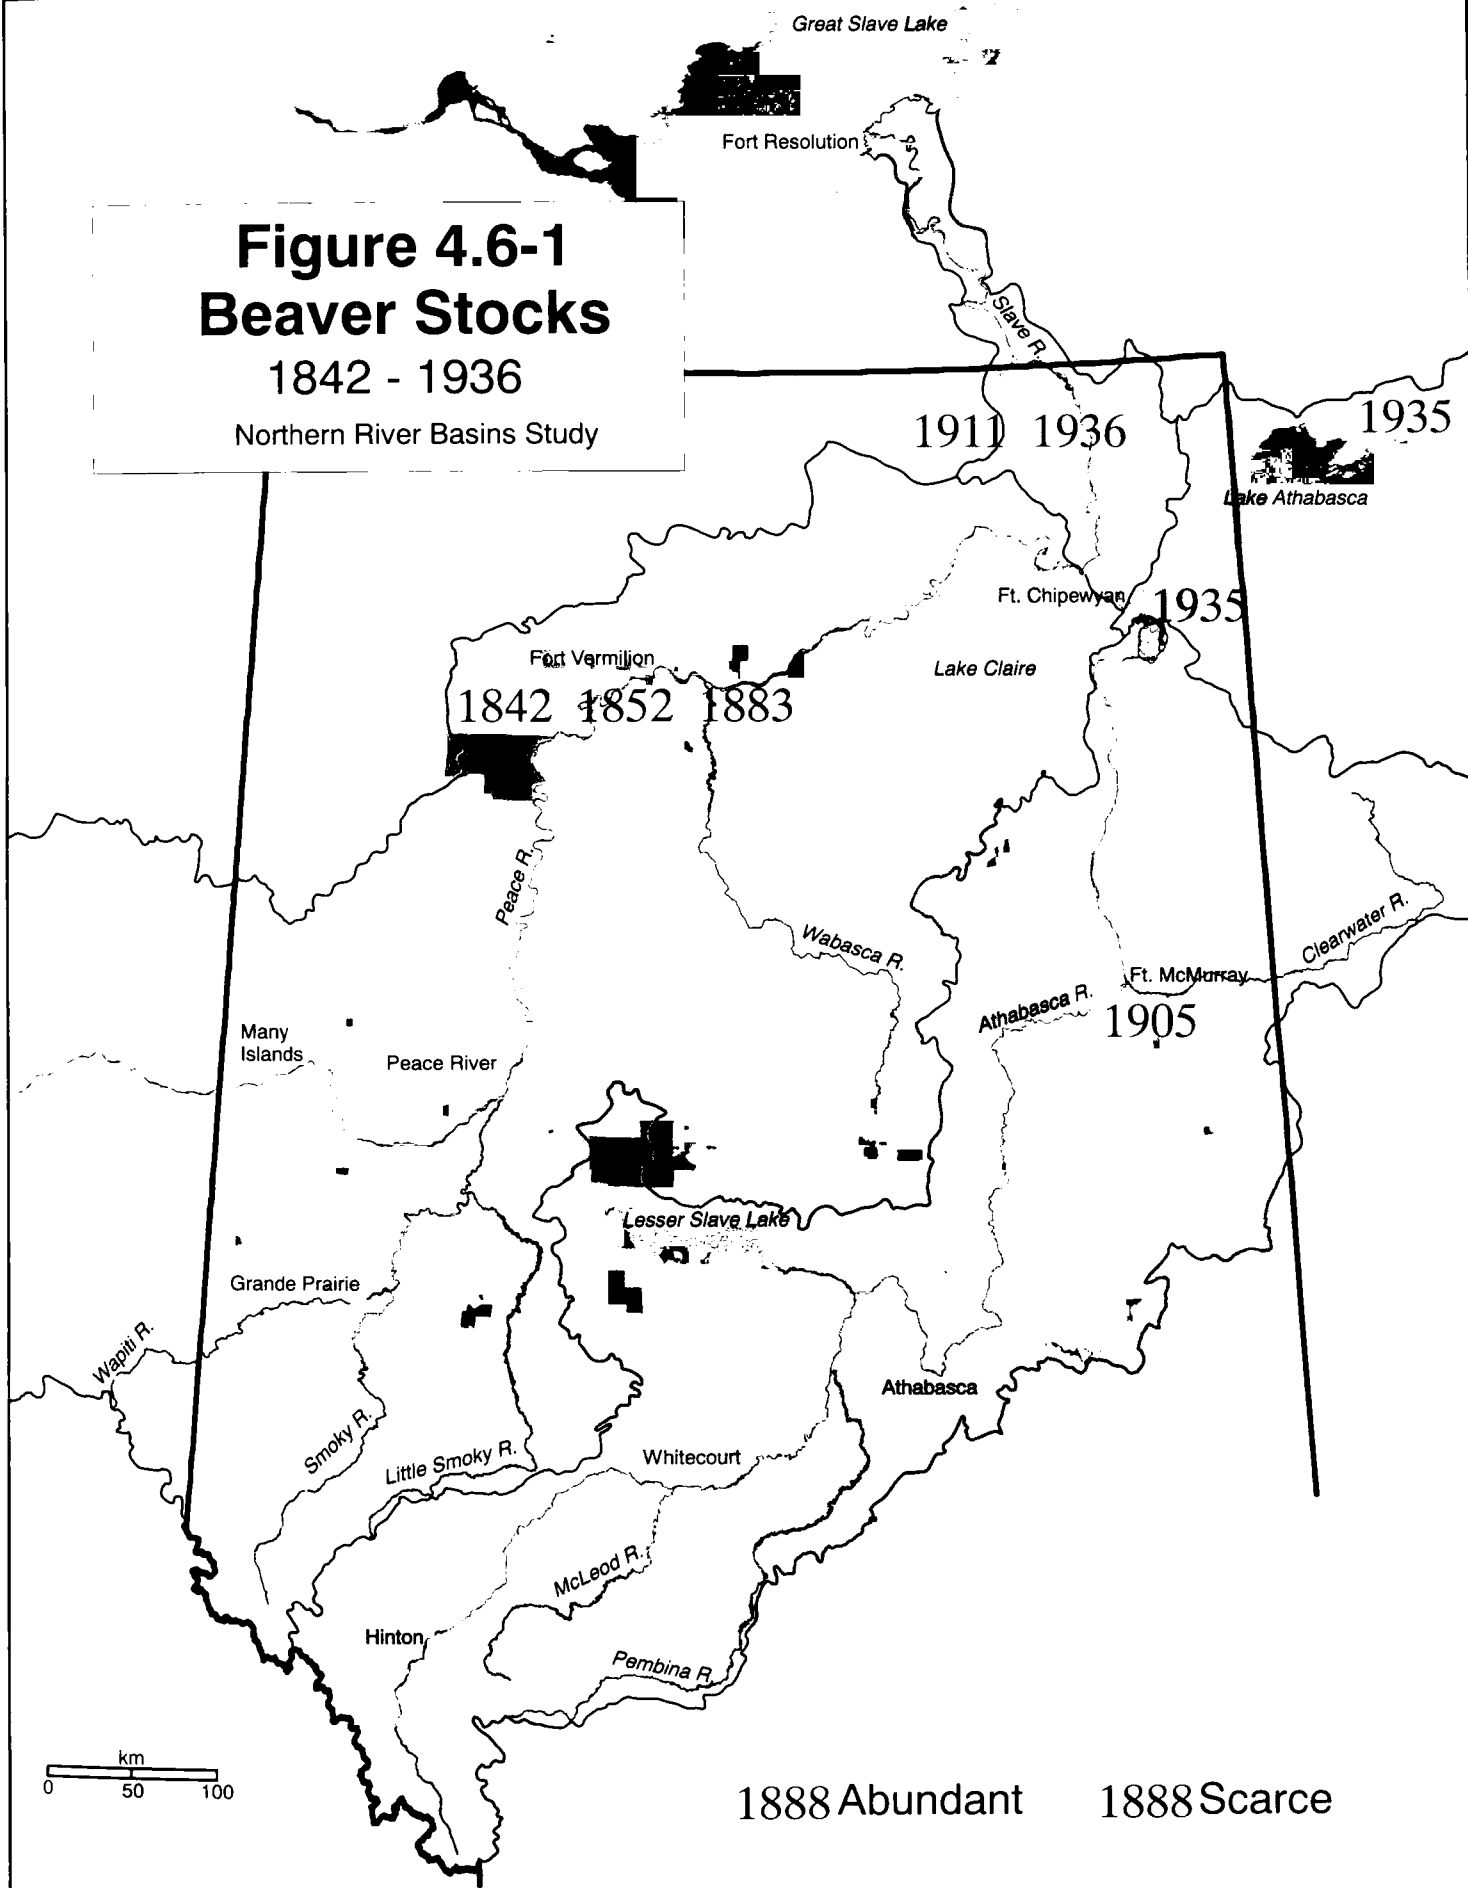 Great Slave Lake
Fort Resolution
Figure 4.6-1
Beaver Stocks
1842 - 1936
Northern River Basins Study
Slave R.
1911 1936
1935
Lake Athabasca
Ft. Chipewyan
1935
Fort Vermilion
Lake Claire
1842 1852 1883
Peace R.
Wabasca R.
Clearwater R.
Ft. McMurray
Athabasca R.
1905
Many
Islands
Peace River
Lesser Slave Lake
Grande Prairie
Wapiti R.
Athabasca
Smoky R.
Little Smoky R.
Whitecourt
McLeod R.
Hinton
Pembina R.
km
0 50 100
1888 Abundant 1888 Scarce